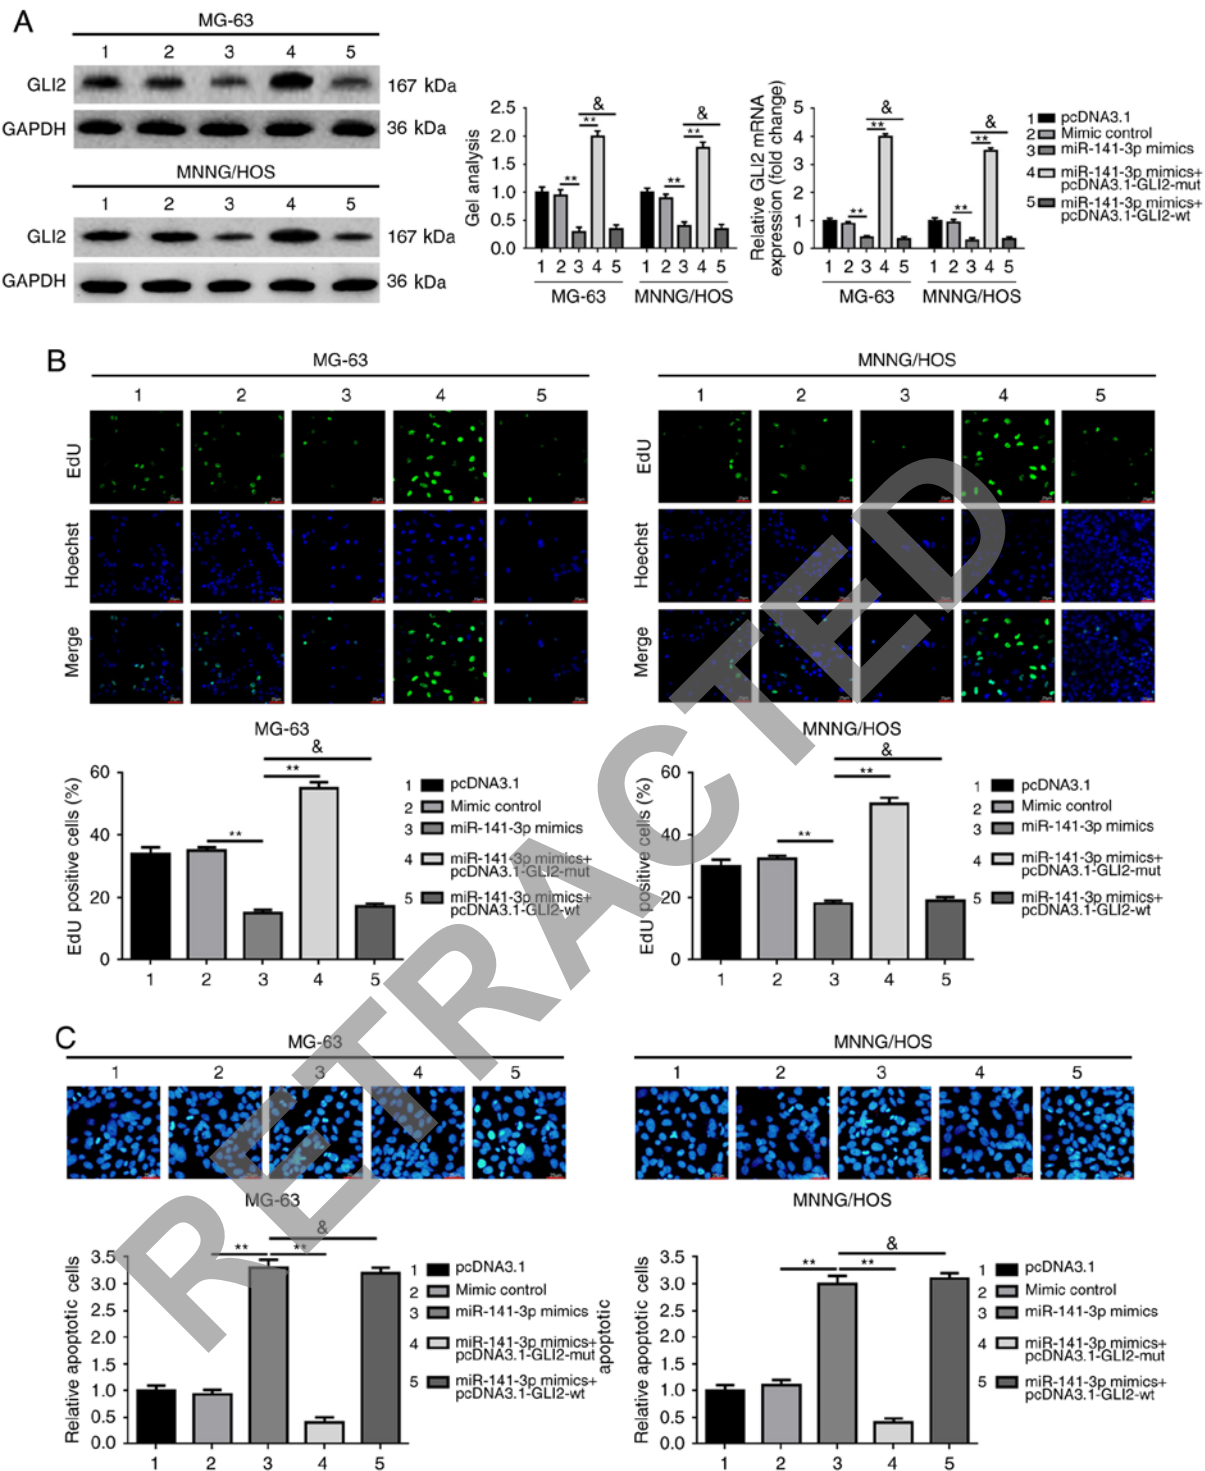 A
MG-63
1 2 3 4 5
GLI2 167 kDa
GAPDH 36 kDa
MNNG/HOS
1 2 3 4 5
GLI2 167 kDa
GAPDH 36 kDa
Gel analysis
2.5
2.0
1.5
1.0
0.5
0.0
** ** & ** ** &
1 2 3 4 5 1 2 3 4 5
MG-63 MNNG/HOS
Relative GLI2 mRNA
expression (fold change)
5
4
3
2
1
0
** ** & ** ** &
1 2 3 4 5 1 2 3 4 5
MG-63 MNNG/HOS
1 pcDNA3.1
2 Mimic control
3 miR-141-3p mimics
4 miR-141-3p mimics+
pcDNA3.1-GLI2-mut
5 miR-141-3p mimics+
pcDNA3.1-GLI2-wt
B
MG-63
1 2 3 4 5
EdU
Hoechst
Merge
MNNG/HOS
1 2 3 4 5
EdU
Hoechst
Merge
MG-63
EdU positive cells (%)
60
40
20
0
** ** &
1 2 3 4 5
1 pcDNA3.1
2 Mimic control
3 miR-141-3p mimics
4 miR-141-3p mimics+
pcDNA3.1-GLI2-mut
5 miR-141-3p mimics+
pcDNA3.1-GLI2-wt
MNNG/HOS
EdU positive cells (%)
60
40
20
0
** ** &
1 2 3 4 5
1 pcDNA3.1
2 Mimic control
3 miR-141-3p mimics
4 miR-141-3p mimics+
pcDNA3.1-GLI2-mut
5 miR-141-3p mimics+
pcDNA3.1-GLI2-wt
C
MG-63
1 2 3 4 5
MNNG/HOS
1 2 3 4 5
MG-63
Relative apoptotic cells
3.5
3.0
2.5
2.0
1.5
1.0
0.5
0.0
** ** &
1 2 3 4 5
1 pcDNA3.1
2 Mimic control
3 miR-141-3p mimics
4 miR-141-3p mimics+
pcDNA3.1-GLI2-mut
5 miR-141-3p mimics+
pcDNA3.1-GLI2-wt
apoptotic
MNNG/HOS
Relative apoptotic cells
3.5
3.0
2.5
2.0
1.5
1.0
0.5
0.0
** ** &
1 2 3 4 5
1 pcDNA3.1
2 Mimic control
3 miR-141-3p mimics
4 miR-141-3p mimics+
pcDNA3.1-GLI2-mut
5 miR-141-3p mimics+
pcDNA3.1-GLI2-wt
RETRACTED